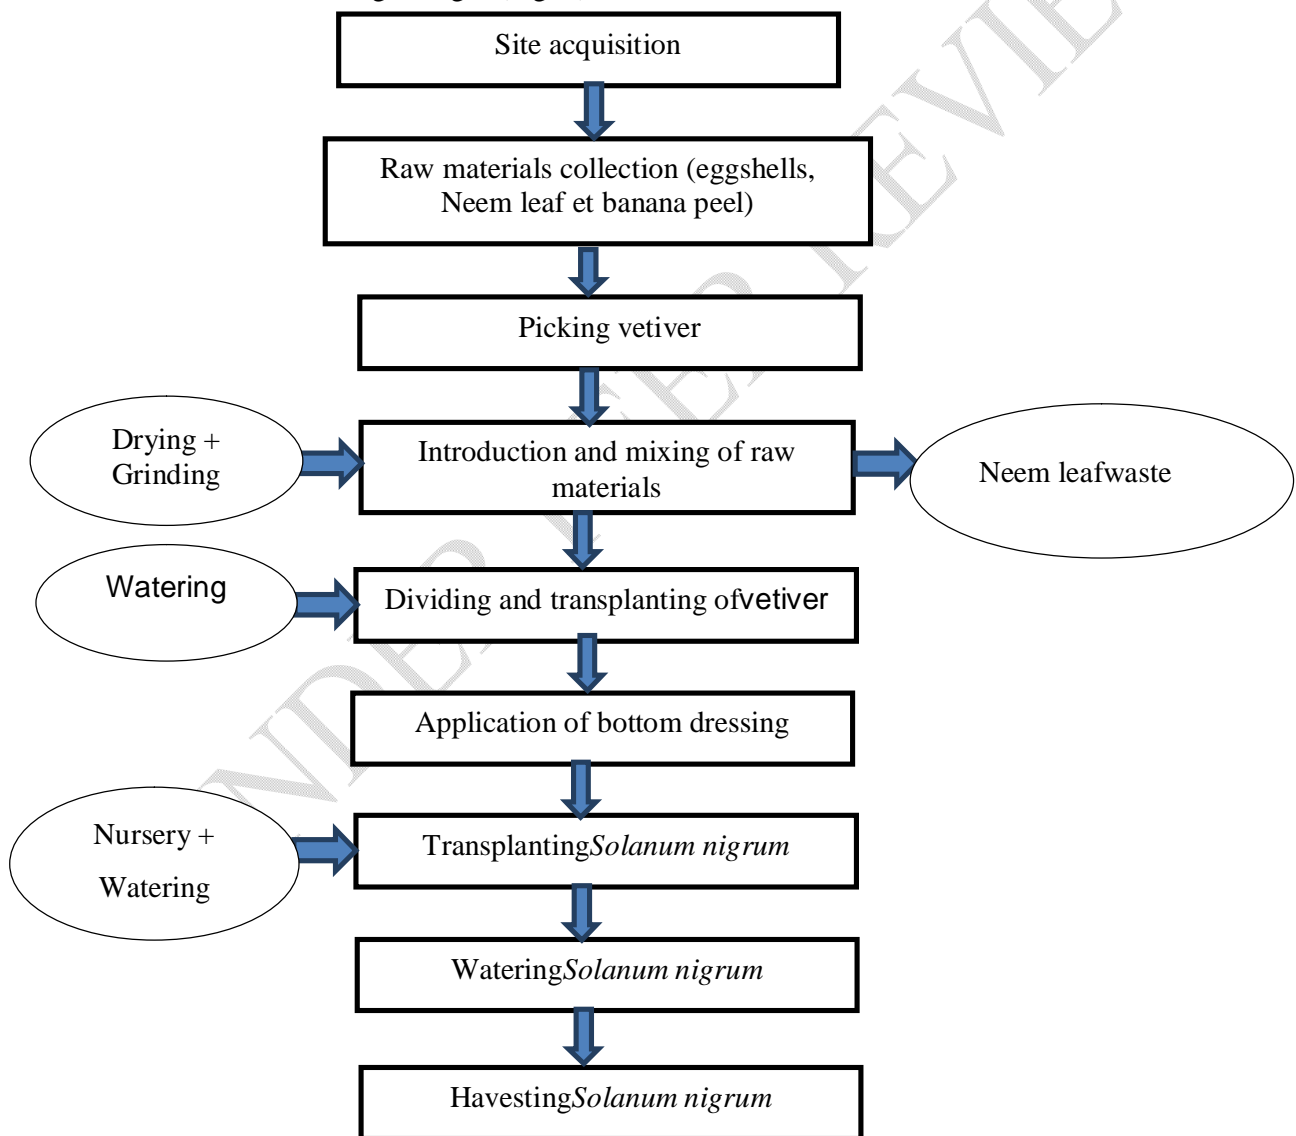 Site acquisition
Raw materials collection (eggshells,
Neem leaf et banana peel)
Picking vetiver
Drying +
Grinding
Introduction and mixing of raw
materials
Neem leafwaste
Watering
Dividing and transplanting ofvetiver
Application of bottom dressing
Nursery +
Watering
TransplantingSolanum nigrum
WateringSolanum nigrum
HavestingSolanum nigrum